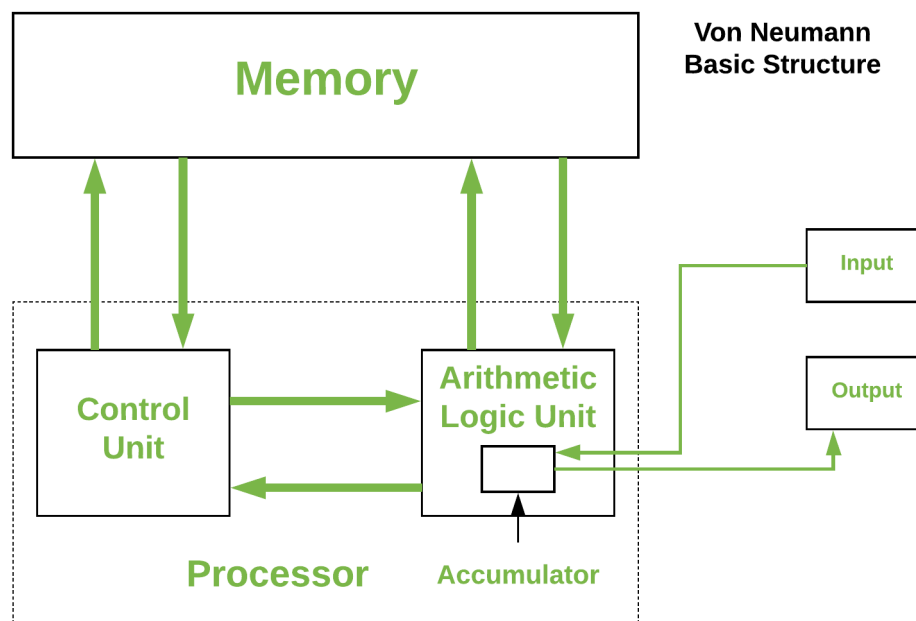 Von Neumann
Basic Structure
Memory
Input
Output
Control
Unit
Arithmetic
Logic Unit
Processor
Accumulator